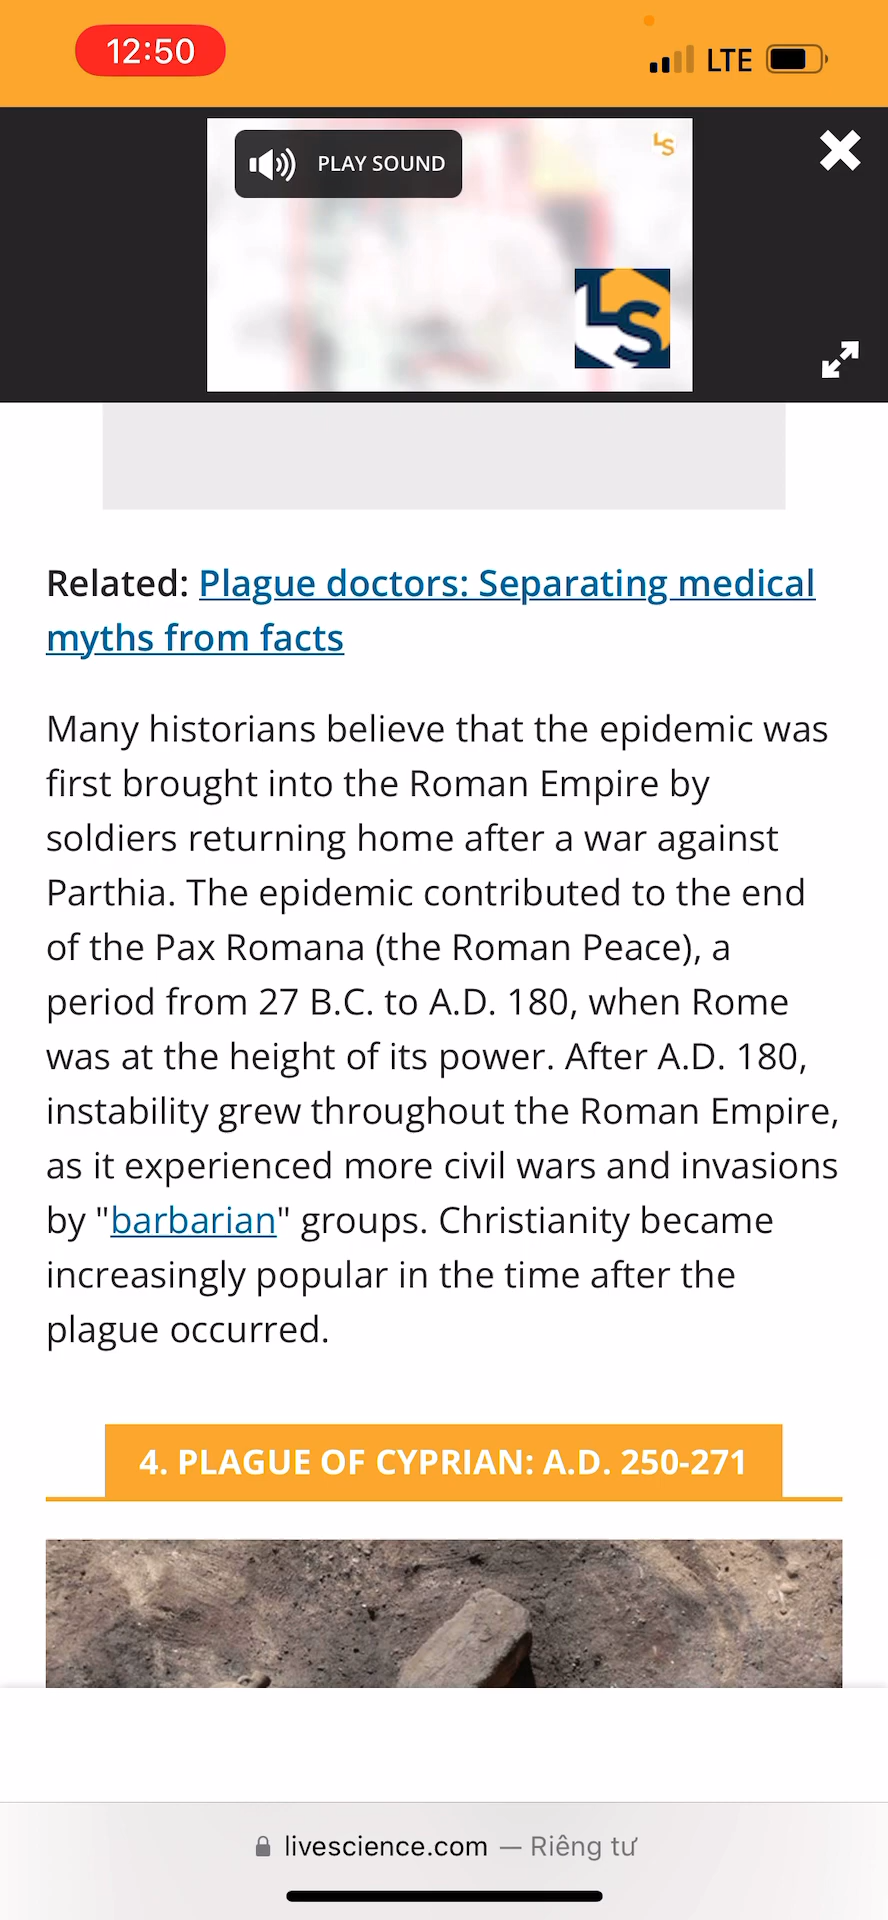 12:50
LTE
PLAY SOUND
LS
LS
Related: Plague doctors: Separating medical
myths from facts
Many historians believe that the epidemic was
first brought into the Roman Empire by
soldiers returning home after a war against
Parthia. The epidemic contributed to the end
of the Pax Romana (the Roman Peace), a
period from 27 B.C. to A.D. 180, when Rome
was at the height of its power. After A.D. 180,
instability grew throughout the Roman Empire,
as it experienced more civil wars and invasions
by "barbarian" groups. Christianity became
increasingly popular in the time after the
plague occurred.
4. PLAGUE OF CYPRIAN: A.D. 250-271
livescience.com — Riêng tư